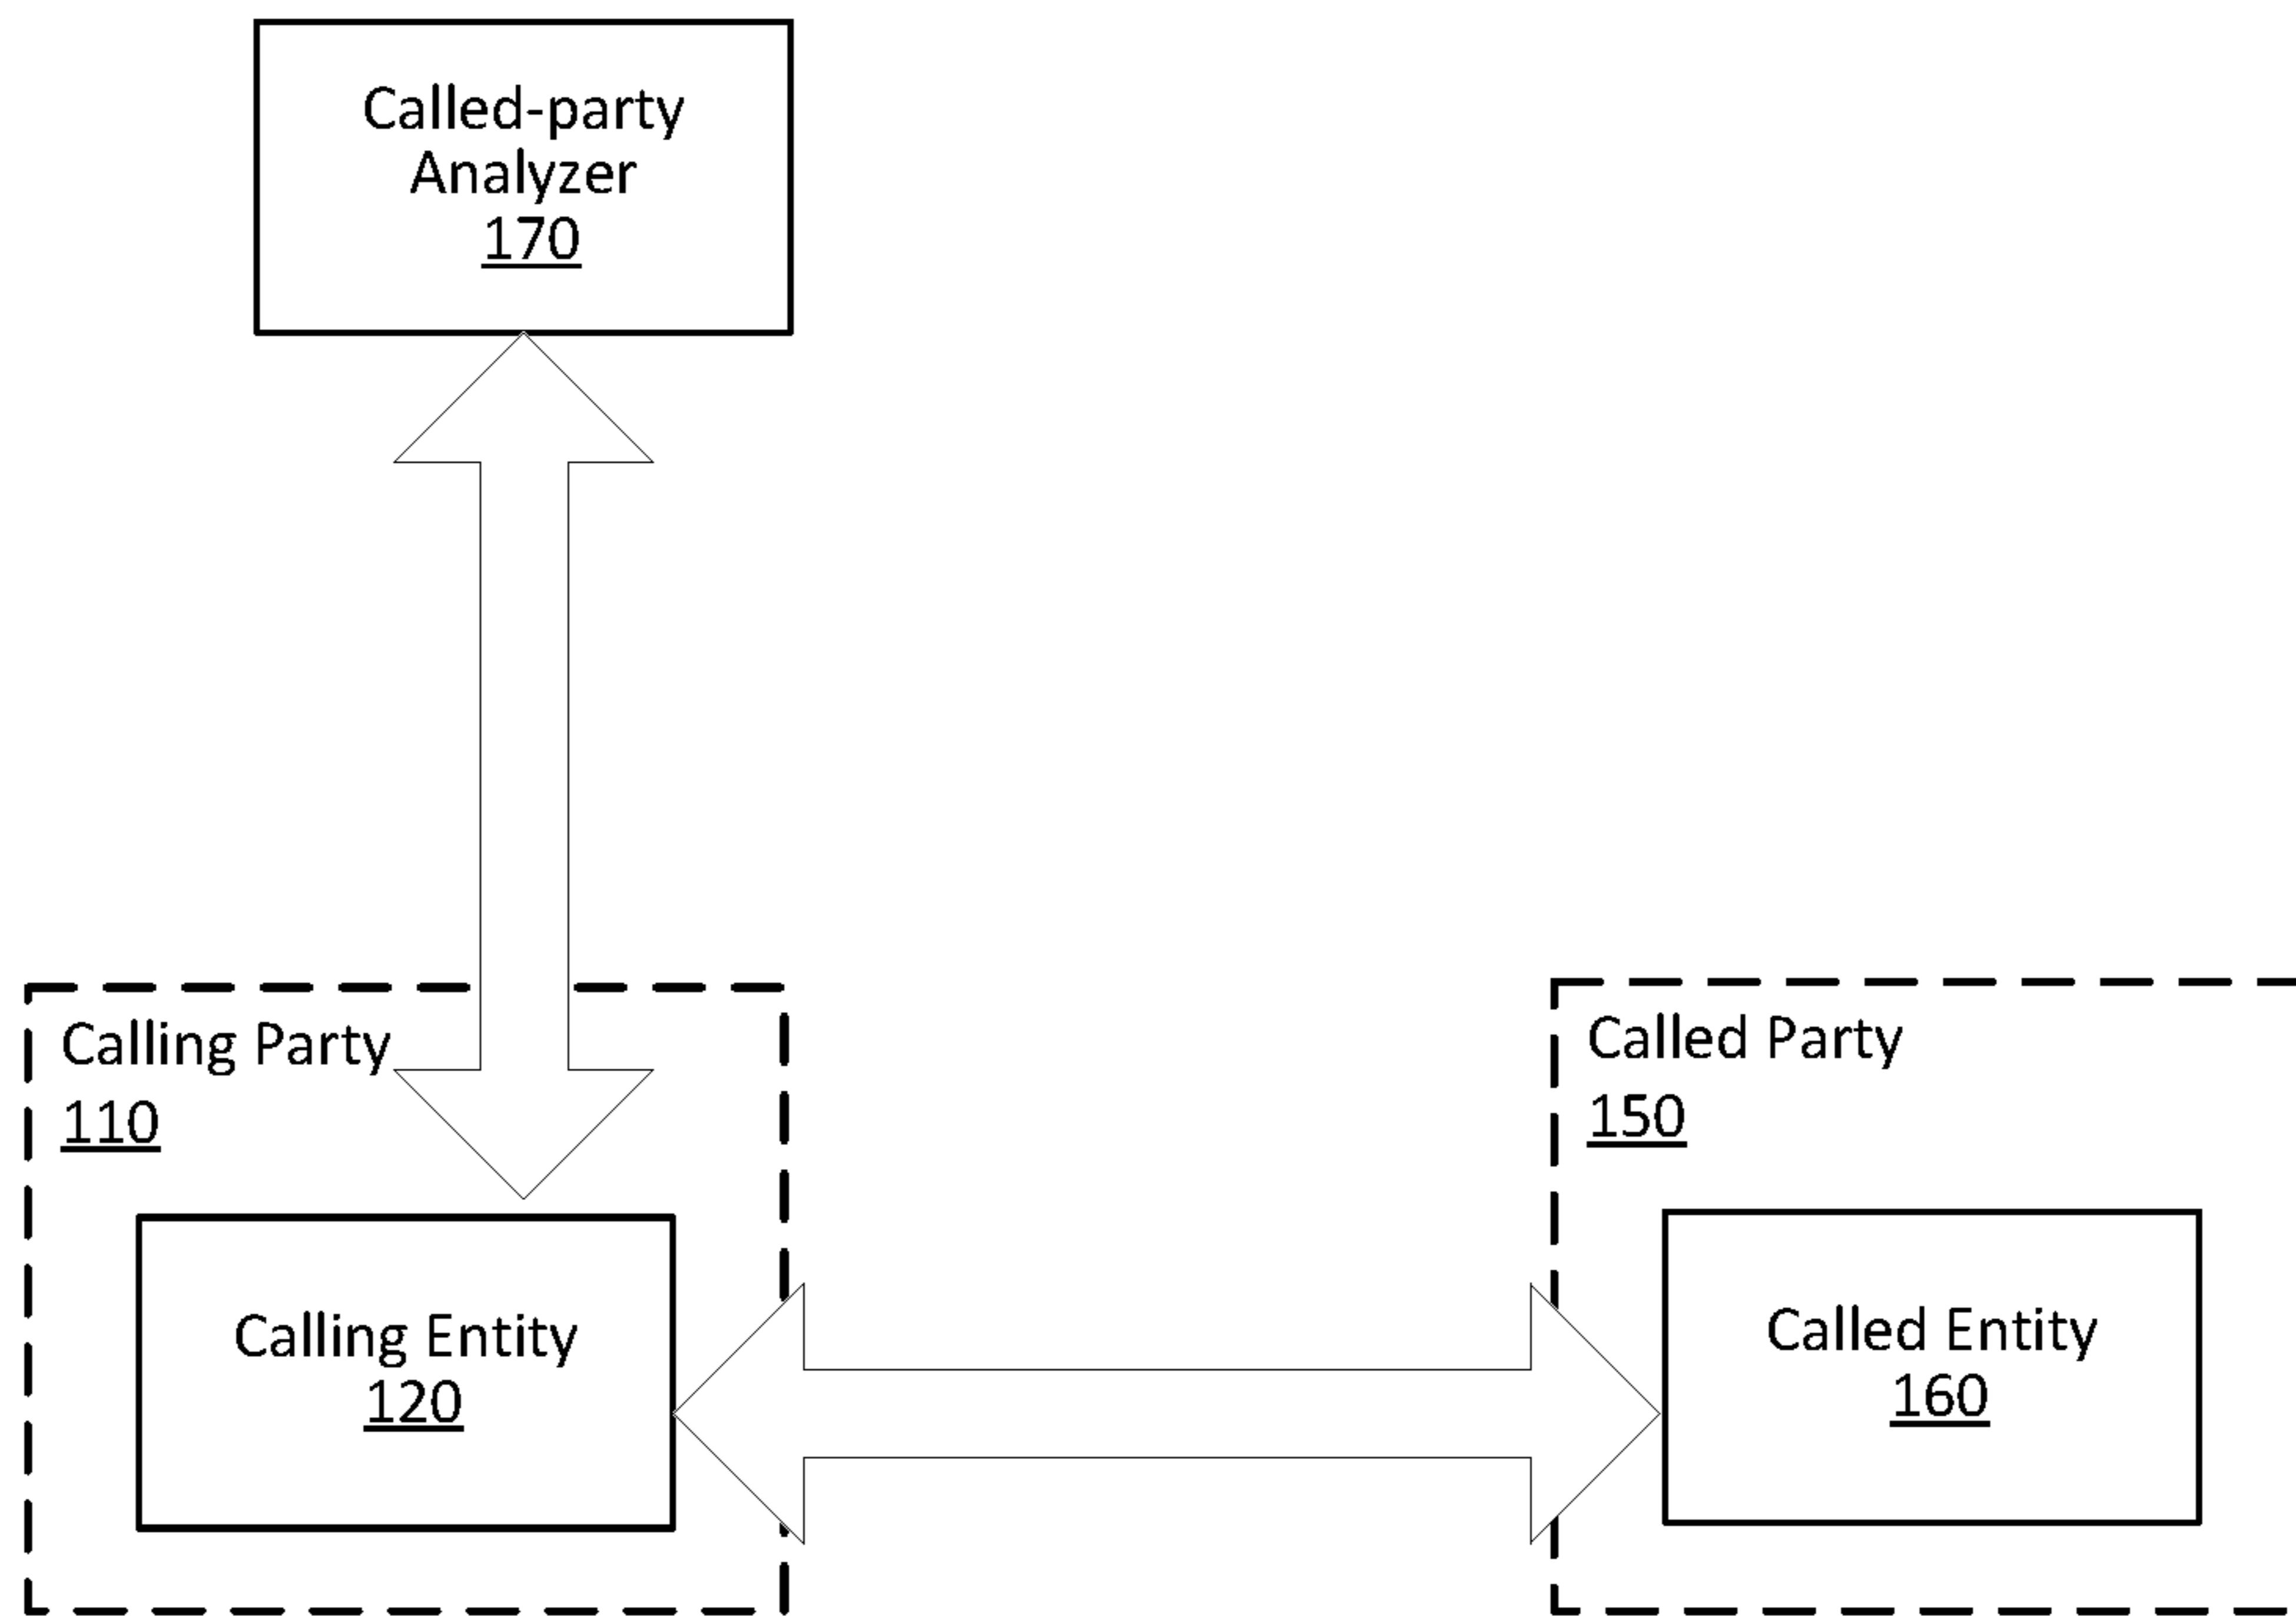 Called-party
Analyzer
170
Calling Party
110
Calling Entity
120
Called Party
150
Called Entity
160